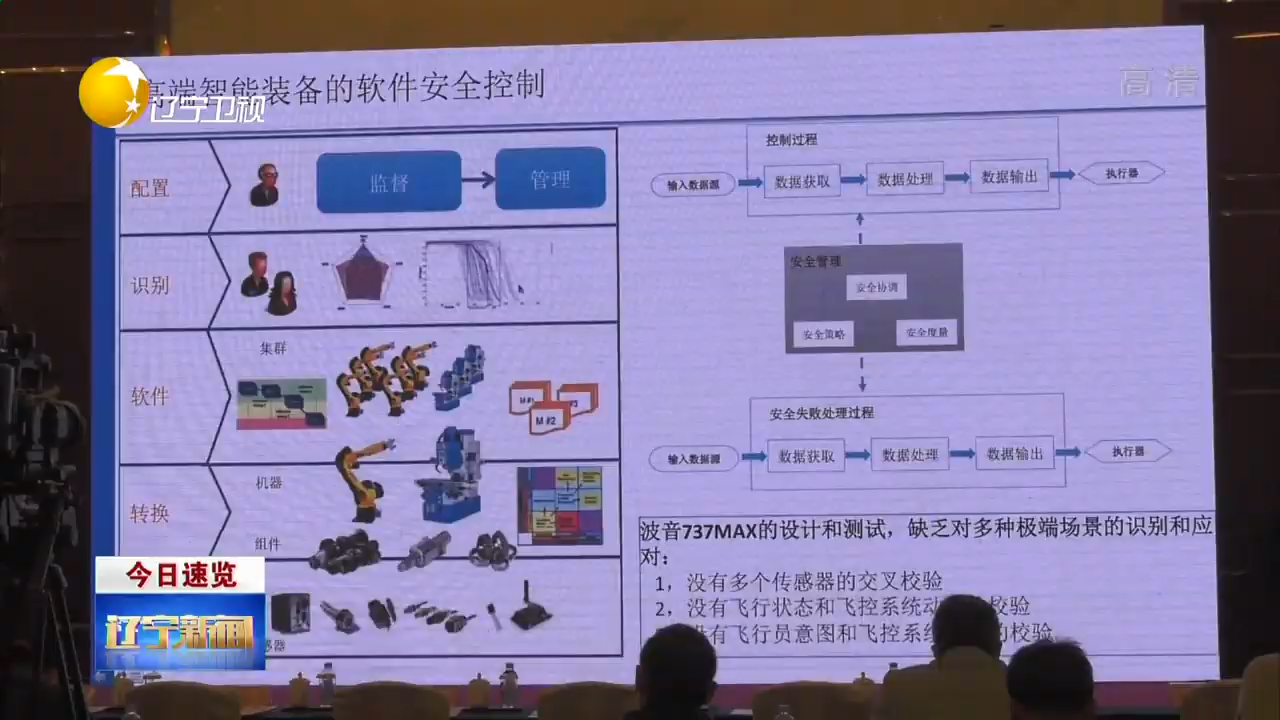 高端智能装备的软件安全控制
辽宁卫视
高清
配置
监督
管理
识别
软件
集群
M #2
转换
机器
组件
感器
控制过程
输入数据源
数据获取
数据处理
数据输出
执行器
安全管理
安全协调
安全策略
安全度量
安全失败处理过程
输入数据源
数据获取
数据处理
数据输出
执行器
波音737MAX的设计和测试，缺乏对多种极端场景的识别和应
对：
1，没有多个传感器的交叉校验
2，没有飞行状态和飞控系统动 校验
没有飞行员意图和飞控系统 的校验
今日速览
辽宁新闻